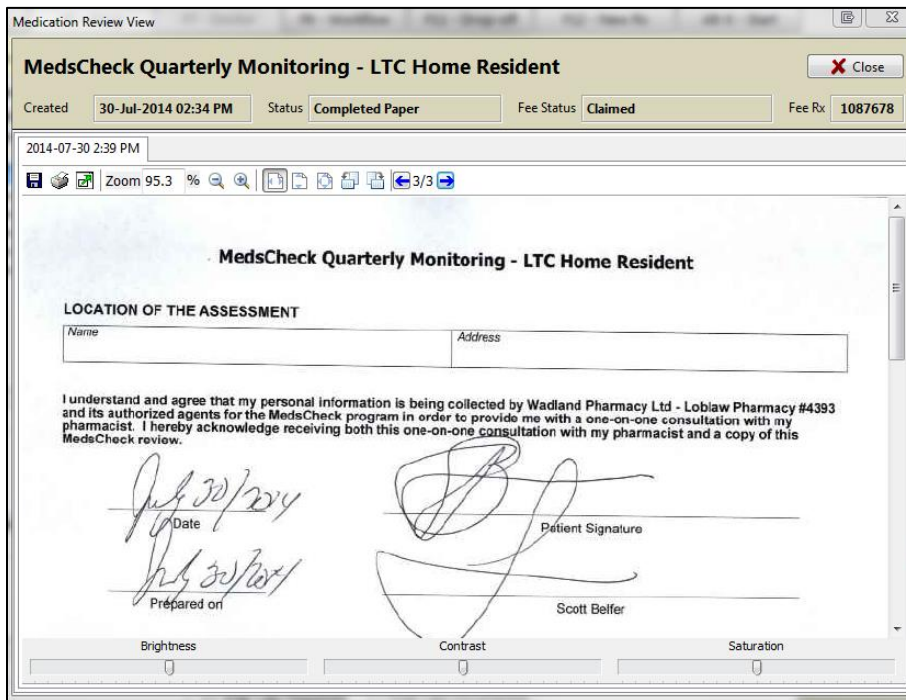 Medication Review View
MedsCheck Quarterly Monitoring - LTC Home Resident
Close
Created 30-Jul-2014 02:34 PM Status Completed Paper Fee Status Claimed Fee Rx 1087678
2014-07-30 2:39 PM
Zoom 95.3 % 3/3
MedsCheck Quarterly Monitoring - LTC Home Resident
LOCATION OF THE ASSESSMENT
Name Address
I understand and agree that my personal information is being collected by Wadland Pharmacy Ltd - Loblaw Pharmacy #4393
and its authorized agents for the MedsCheck program in order to provide me with a one-on-one consultation with my
pharmacist. I hereby acknowledge receiving both this one-on-one consultation with my pharmacist and a copy of this
MedsCheck review.
July 30/2014
Date Patient Signature
July 30/2014
Prepared on Scott Belfer
Brightness Contrast Saturation